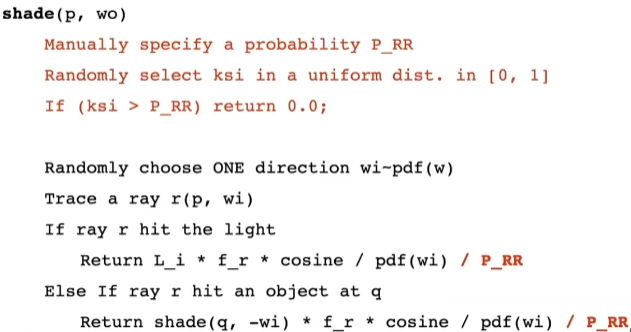 shade(p, wo)
Manually specify a probability P_RR
Randomly select ksi in a uniform dist. in [0, 1]
If (ksi > P_RR) return 0.0;
Randomly choose ONE direction wi~pdf(w)
Trace a ray r(p, wi)
If ray r hit the light
Return L_i * f_r * cosine / pdf(wi) / P_RR
Else If ray r hit an object at q
Return shade(q, -wi) * f_r * cosine / pdf(wi) / P_RR